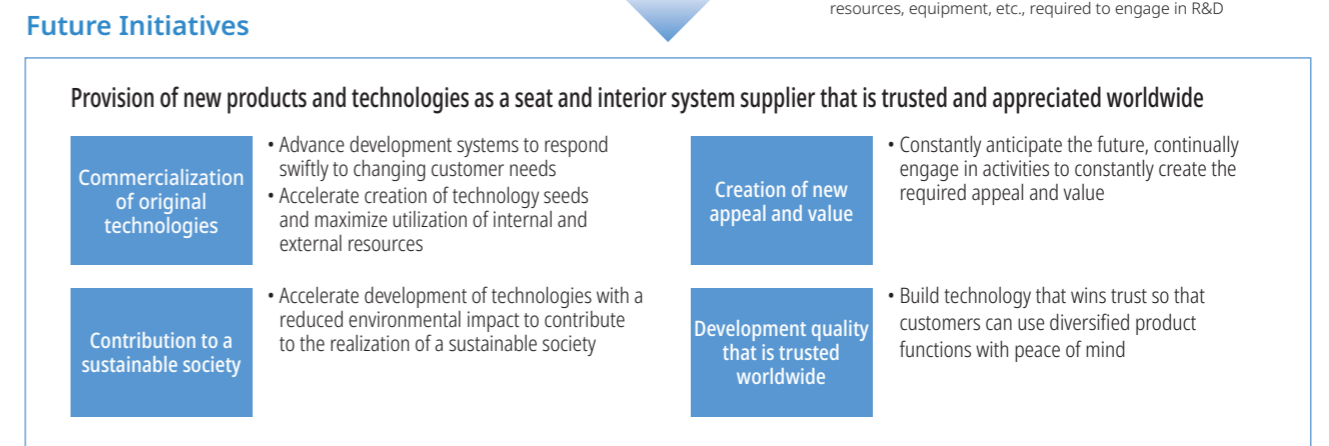 resources, equipment, etc., required to engage in R&D
Future Initiatives
Provision of new products and technologies as a seat and interior system supplier that is trusted and appreciated worldwide
Commercialization
of original
technologies
• Advance development systems to respond
swiftly to changing customer needs
• Accelerate creation of technology seeds
and maximize utilization of internal and
external resources
Creation of new
appeal and value
• Constantly anticipate the future, continually
engage in activities to constantly create the
required appeal and value
Contribution to a
sustainable society
• Accelerate development of technologies with a
reduced environmental impact to contribute
to the realization of a sustainable society
Development quality
that is trusted
worldwide
• Build technology that wins trust so that
customers can use diversified product
functions with peace of mind